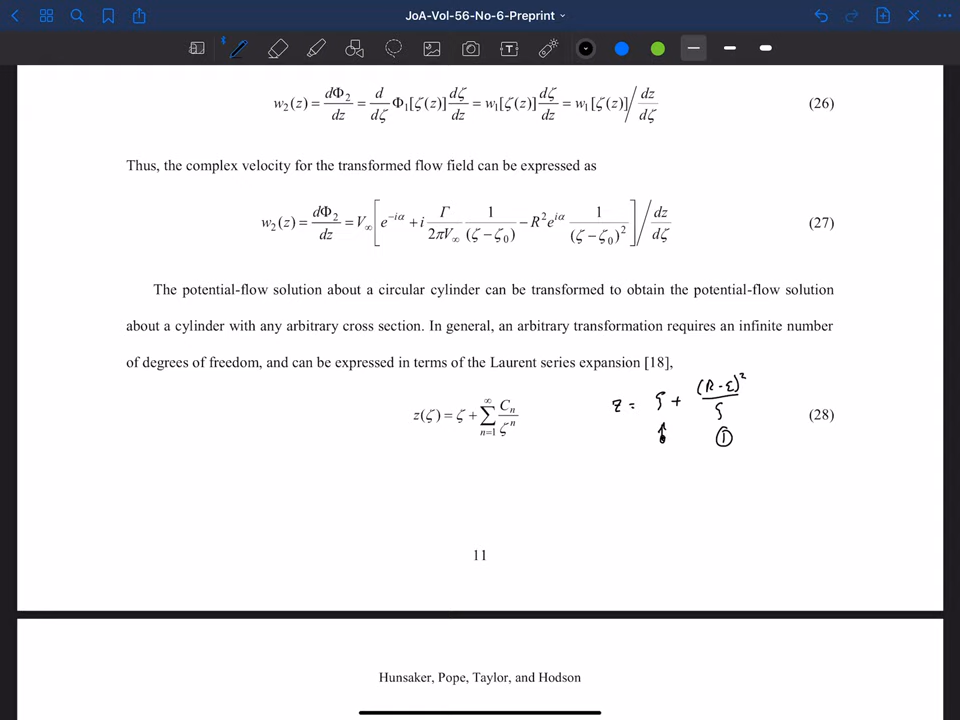 JoA-Vol-56-No-6-Preprint
w₂(z) = dΦ₂/dz = d/dζ Φ₁[ζ(z)] dζ/dz = w₁[ζ(z)] dζ/dz = w₁[ζ(z)] / dz/dζ (26)
Thus, the complex velocity for the transformed flow field can be expressed as
w₂(z) = dΦ₂/dz = V∞ [ e^{-iα} + i Γ/(2πV∞) 1/(ζ − ζ₀) − R² e^{iα} 1/(ζ − ζ₀)² ] / dz/dζ (27)
The potential-flow solution about a circular cylinder can be transformed to obtain the potential-flow solution
about a cylinder with any arbitrary cross section. In general, an arbitrary transformation requires an infinite number
of degrees of freedom, and can be expressed in terms of the Laurent series expansion [18],
z(ζ) = ζ + ∑_{n=1}^{∞} C_n/ζ^n (28)
z = ζ + (R - ε)²/ζ
①
11
Hunsaker, Pope, Taylor, and Hodson